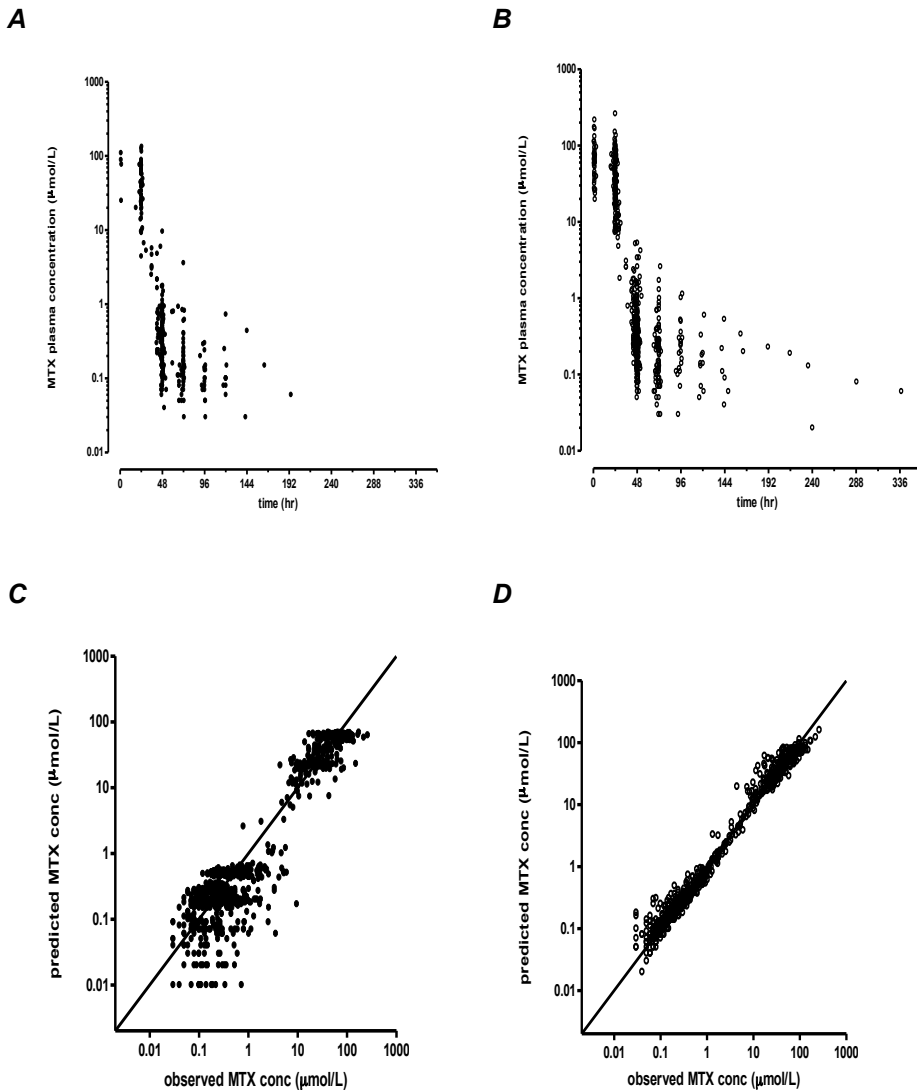 A
B
1000
100
10
1
0.1
0.01
MTX plasma concentration (μmol/L)
0 48 96 144 192 240 288 336
time (hr)
1000
100
10
1
0.1
0.01
MTX plasma concentration (μmol/L)
0 48 96 144 192 240 288 336
time (hr)
C
D
1000
100
10
1
0.1
0.01
predicted MTX conc (μmol/L)
0.01 0.1 1 10 100 1000
observed MTX conc (μmol/L)
1000
100
10
1
0.1
0.01
predicted MTX conc (μmol/L)
0.01 0.1 1 10 100 1000
observed MTX conc (μmol/L)